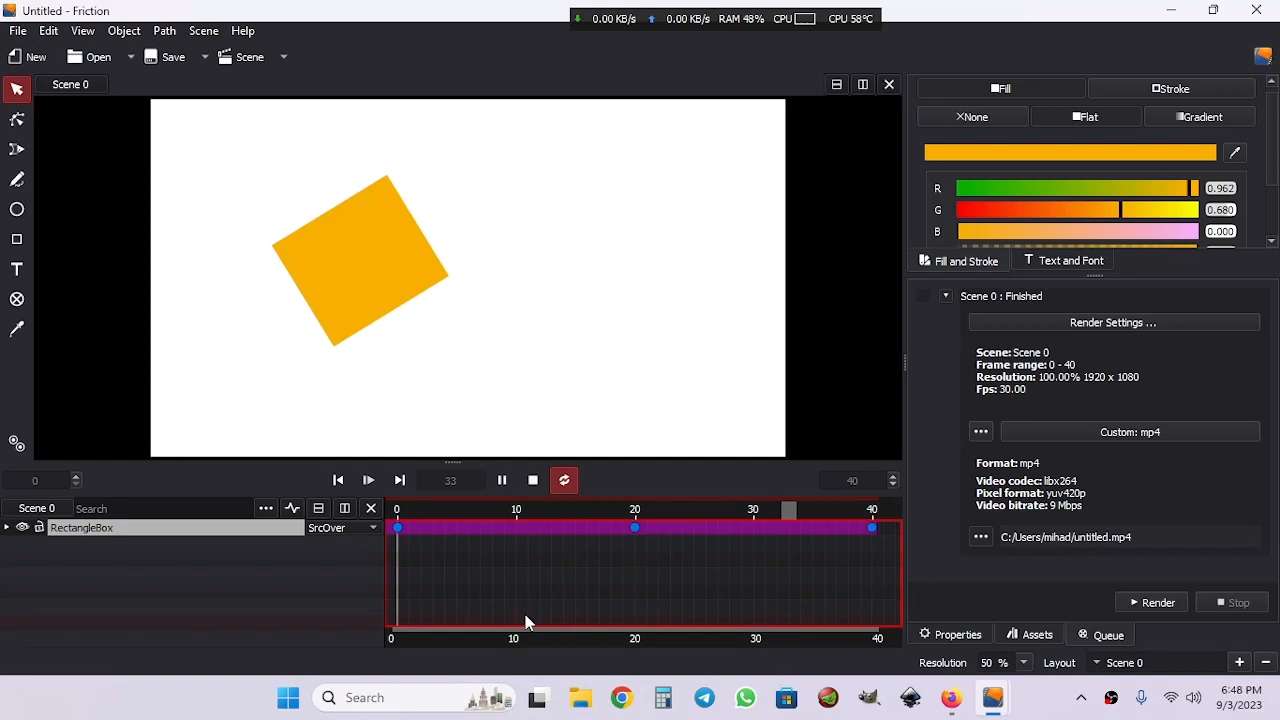 Untitled - Friction
0.00 KB/s 0.00 KB/s RAM 48% CPU CPU 58°C
File Edit View Object Path Scene Help
New Open Save Scene
Scene 0
Fill Stroke
None Flat Gradient
R 0.962
G 0.680
B 0.000
Fill and Stroke Text and Font
Scene 0 : Finished
Render Settings ...
Scene: Scene 0
Frame range: 0 - 40
Resolution: 100.00% 1920 x 1080
Fps: 30.00
Custom: mp4
Format: mp4
Video codec: libx264
Pixel format: yuv420p
Video bitrate: 9 Mbps
C:/Users/mihad/untitled.mp4
Render Stop
Properties Assets Queue
0 33 40
Scene 0 Search
0 10 20 30 40
RectangleBox SrcOver
0 10 20 30 40
Resolution 50 % Layout Scene 0
Search
6:48 PM
9/3/2023